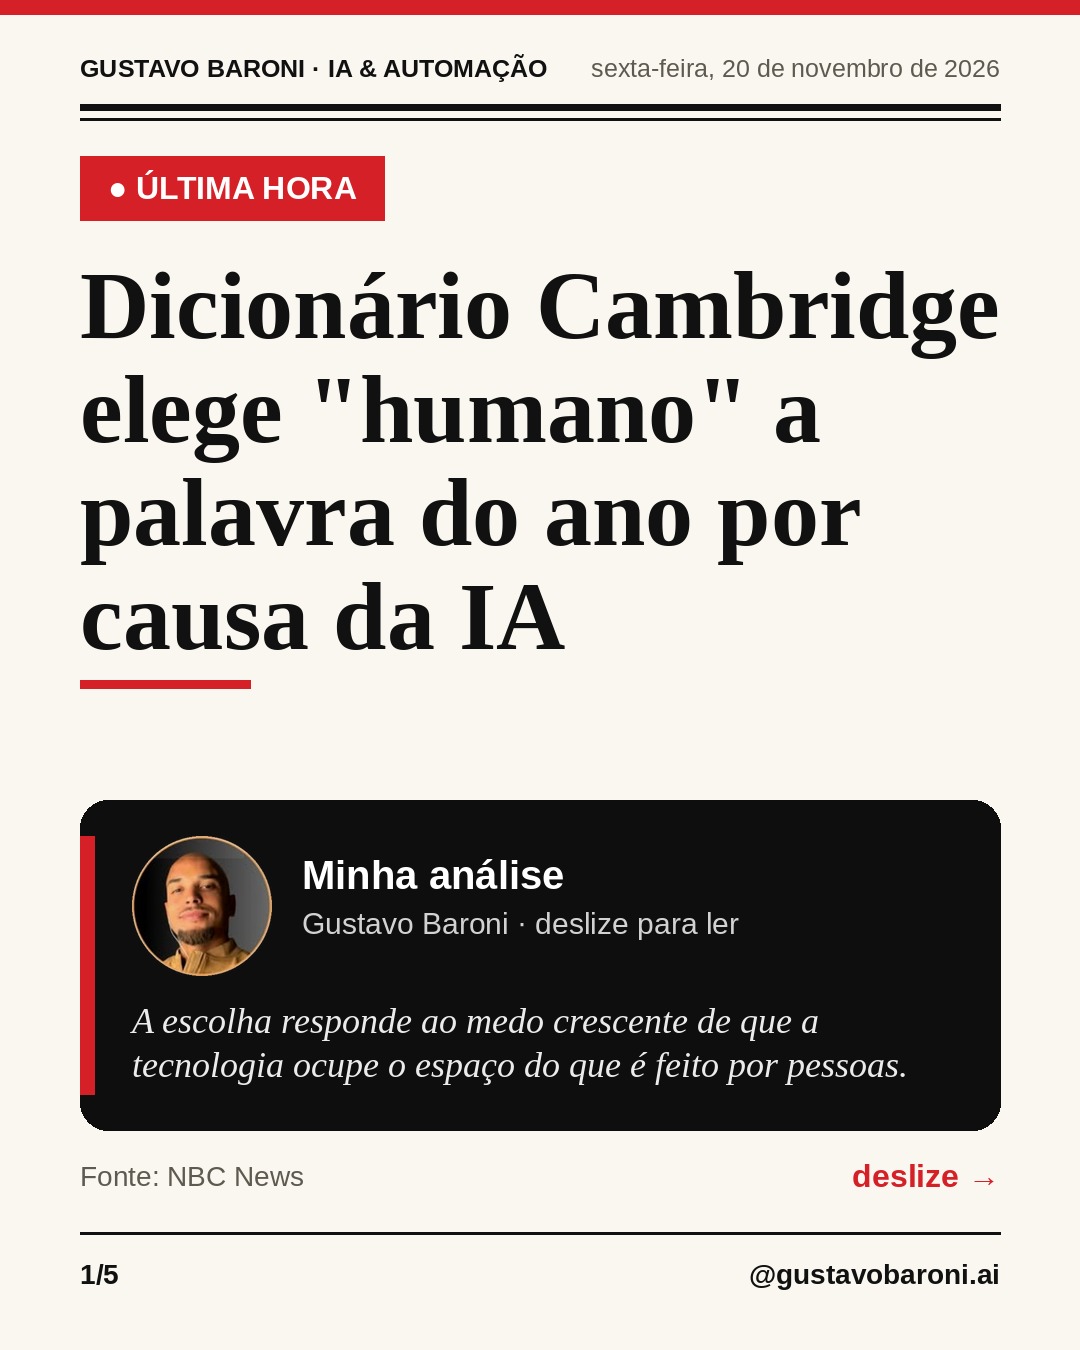 GUSTAVO BARONI · IA & AUTOMAÇÃO sexta-feira, 20 de novembro de 2026
● ÚLTIMA HORA
Dicionário Cambridge
elege "humano" a
palavra do ano por
causa da IA
Minha análise
Gustavo Baroni · deslize para ler
A escolha responde ao medo crescente de que a
tecnologia ocupe o espaço do que é feito por pessoas.
Fonte: NBC News deslize →
1/5 @gustavobaroni.ai